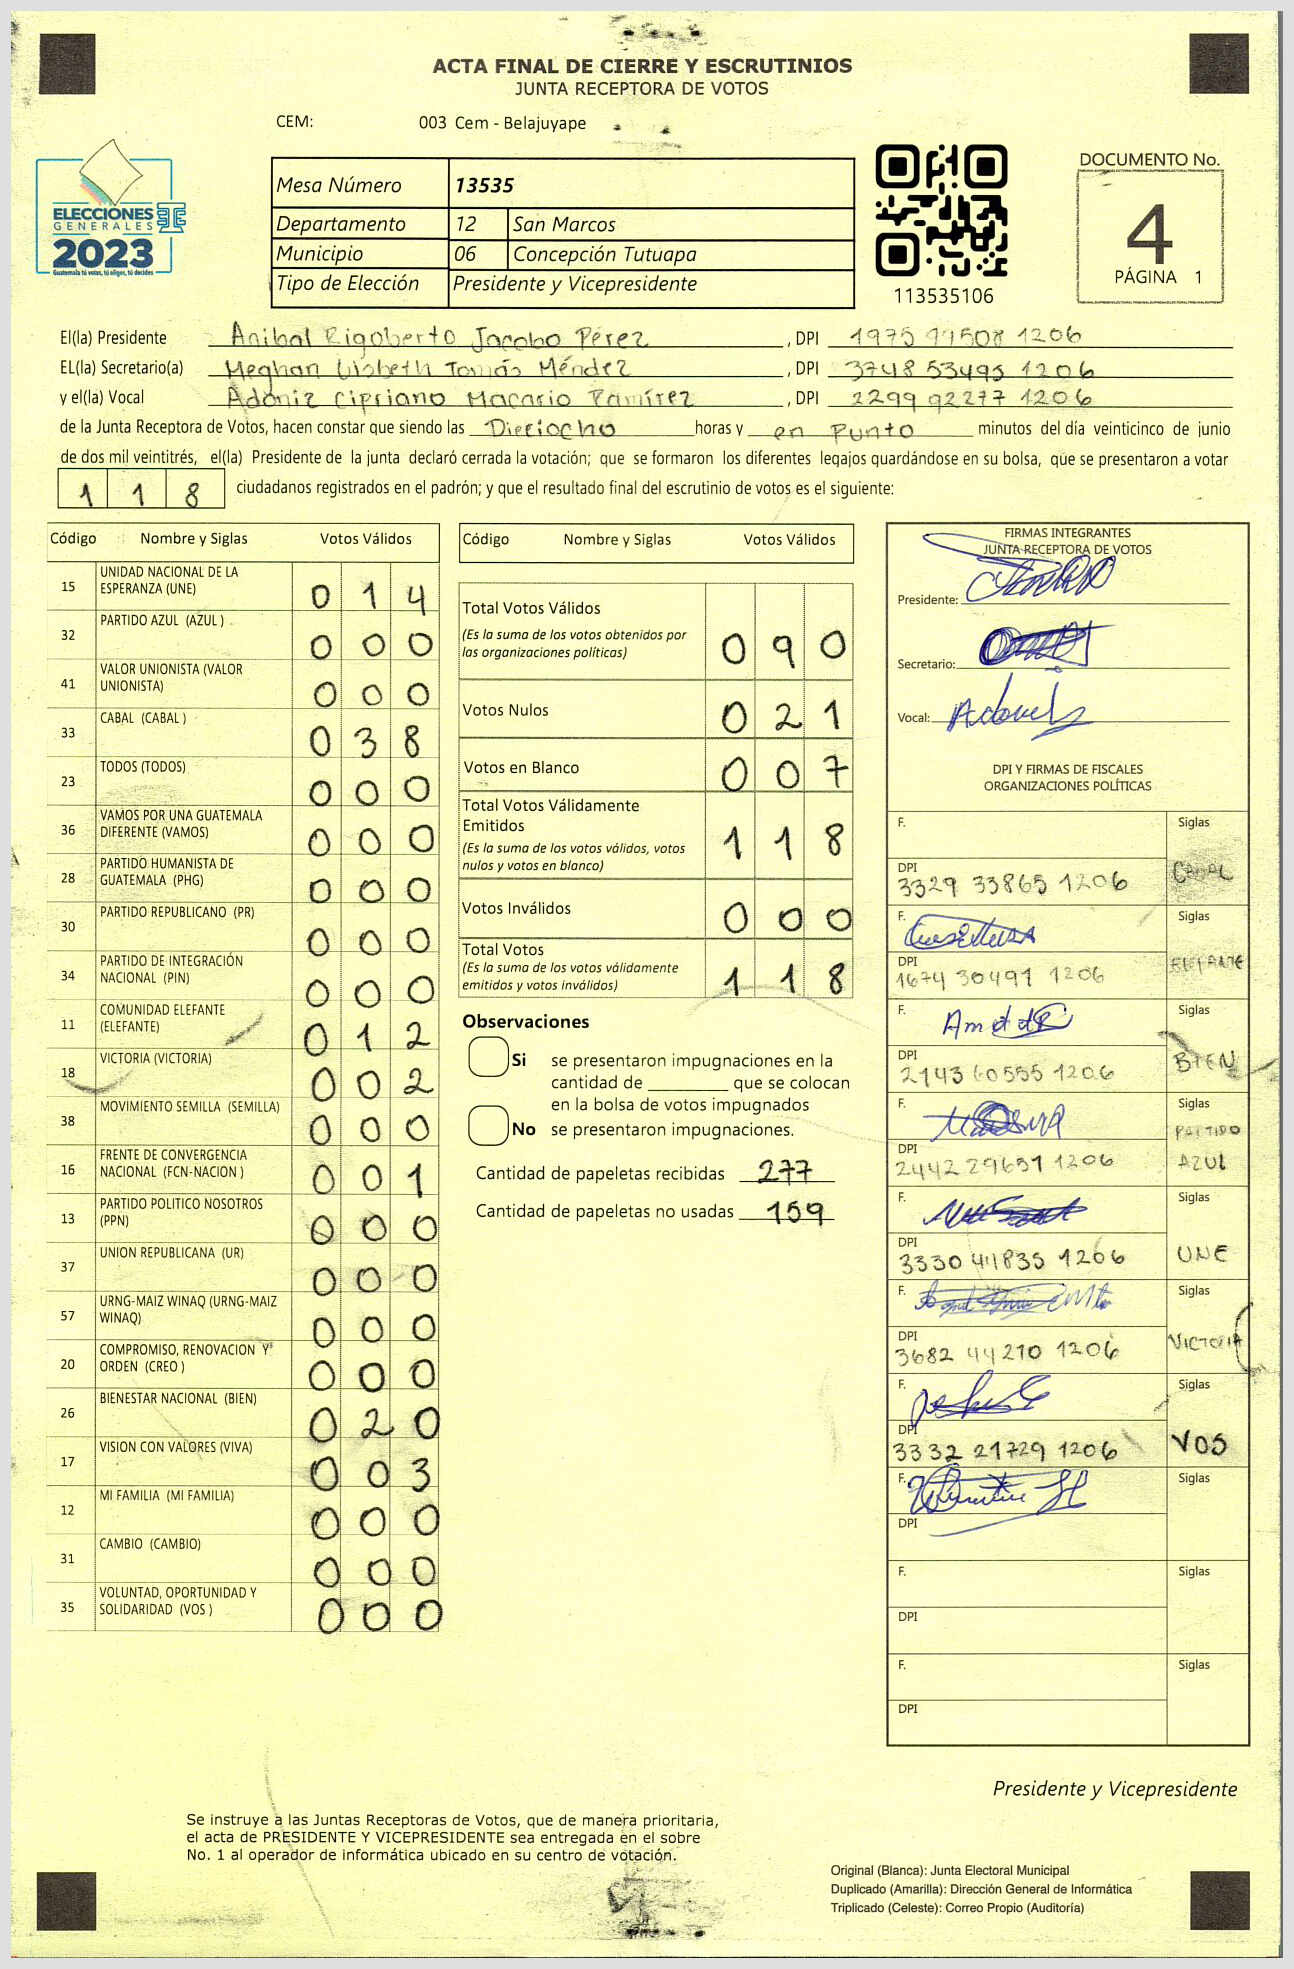 ACTA FINAL DE CIERRE Y ESCRUTINIOS
JUNTA RECEPTORA DE VOTOS
CEM: 003 Cem - Belajuyape
ELECCIONES
GENERALES
2023
Guatemala tú votas, tú eliges, tú decides
Mesa Número 13535
Departamento 12 San Marcos
Municipio 06 Concepción Tutuapa
Tipo de Elección Presidente y Vicepresidente
113535106
DOCUMENTO No.
4
PÁGINA 1
El(la) Presidente Anibal Rigoberto Jacobo Pérez, DPI 1975 99508 1206
EL(la) Secretario(a) Meghan Lisbeth Tomás Méndez, DPI 3748 53495 1206
y el(la) Vocal Adoniz Cipriano Macario Ramírez, DPI 2299 92277 1206
de la Junta Receptora de Votos, hacen constar que siendo las Dieciocho horas y en punto minutos del día veinticinco de junio
de dos mil veintitrés, el(la) Presidente de la junta declaró cerrada la votación; que se formaron los diferentes legajos guardándose en su bolsa, que se presentaron a votar
118 ciudadanos registrados en el padrón; y que el resultado final del escrutinio de votos es el siguiente:
Código Nombre y Siglas Votos Válidos
15 UNIDAD NACIONAL DE LA ESPERANZA (UNE) 0 1 4
32 PARTIDO AZUL (AZUL ) 0 0 0
41 VALOR UNIONISTA (VALOR UNIONISTA) 0 0 0
33 CABAL (CABAL ) 0 3 8
23 TODOS (TODOS) 0 0 0
36 VAMOS POR UNA GUATEMALA DIFERENTE (VAMOS) 0 0 0
28 PARTIDO HUMANISTA DE GUATEMALA (PHG) 0 0 0
30 PARTIDO REPUBLICANO (PR) 0 0 0
34 PARTIDO DE INTEGRACIÓN NACIONAL (PIN) 0 0 0
11 COMUNIDAD ELEFANTE (ELEFANTE) 0 1 2
18 VICTORIA (VICTORIA) 0 0 2
38 MOVIMIENTO SEMILLA (SEMILLA) 0 0 0
16 FRENTE DE CONVERGENCIA NACIONAL (FCN-NACION ) 0 0 1
13 PARTIDO POLITICO NOSOTROS (PPN) 0 0 0
37 UNION REPUBLICANA (UR) 0 0 0
57 URNG-MAIZ WINAQ (URNG-MAIZ WINAQ) 0 0 0
20 COMPROMISO, RENOVACION Y ORDEN (CREO ) 0 0 0
26 BIENESTAR NACIONAL (BIEN) 0 2 0
17 VISION CON VALORES (VIVA) 0 0 3
12 MI FAMILIA (MI FAMILIA) 0 0 0
31 CAMBIO (CAMBIO) 0 0 0
35 VOLUNTAD, OPORTUNIDAD Y SOLIDARIDAD (VOS ) 0 0 0
Código Nombre y Siglas Votos Válidos
Total Votos Válidos 0 9 0
(Es la suma de los votos obtenidos por
las organizaciones políticas)
Votos Nulos 0 2 1
Votos en Blanco 0 0 7
Total Votos Válidamente
Emitidos 1 1 8
(Es la suma de los votos válidos, votos
nulos y votos en blanco)
Votos Inválidos 0 0 0
Total Votos 1 1 8
(Es la suma de los votos válidamente
emitidos y votos inválidos)
Observaciones
Si se presentaron impugnaciones en la
cantidad de ________ que se colocan
en la bolsa de votos impugnados
No se presentaron impugnaciones.
Cantidad de papeletas recibidas 277
Cantidad de papeletas no usadas 159
FIRMAS INTEGRANTES
JUNTA RECEPTORA DE VOTOS
Presidente:
Secretario:
Vocal:
DPI Y FIRMAS DE FISCALES
ORGANIZACIONES POLÍTICAS
F. Siglas
DPI CABAL
3329 33865 1206
F. Siglas
DPI ELEFANTE
1674 30491 1206
F. Siglas
DPI BIEN
2143 60555 1206
F. Siglas
PARTIDO
DPI AZUL
2442 29651 1206
F. Siglas
DPI UNE
3330 44835 1206
F. Siglas
DPI VICTORIA
3682 44210 1206
F. Siglas
DPI VOS
3332 21729 1206
F. Siglas
DPI
F. Siglas
DPI
F. Siglas
DPI
Presidente y Vicepresidente
Se instruye a las Juntas Receptoras de Votos, que de manera prioritaria,
el acta de PRESIDENTE Y VICEPRESIDENTE sea entregada en el sobre
No. 1 al operador de informática ubicado en su centro de votación.
Original (Blanca): Junta Electoral Municipal
Duplicado (Amarilla): Dirección General de Informática
Triplicado (Celeste): Correo Propio (Auditoría)